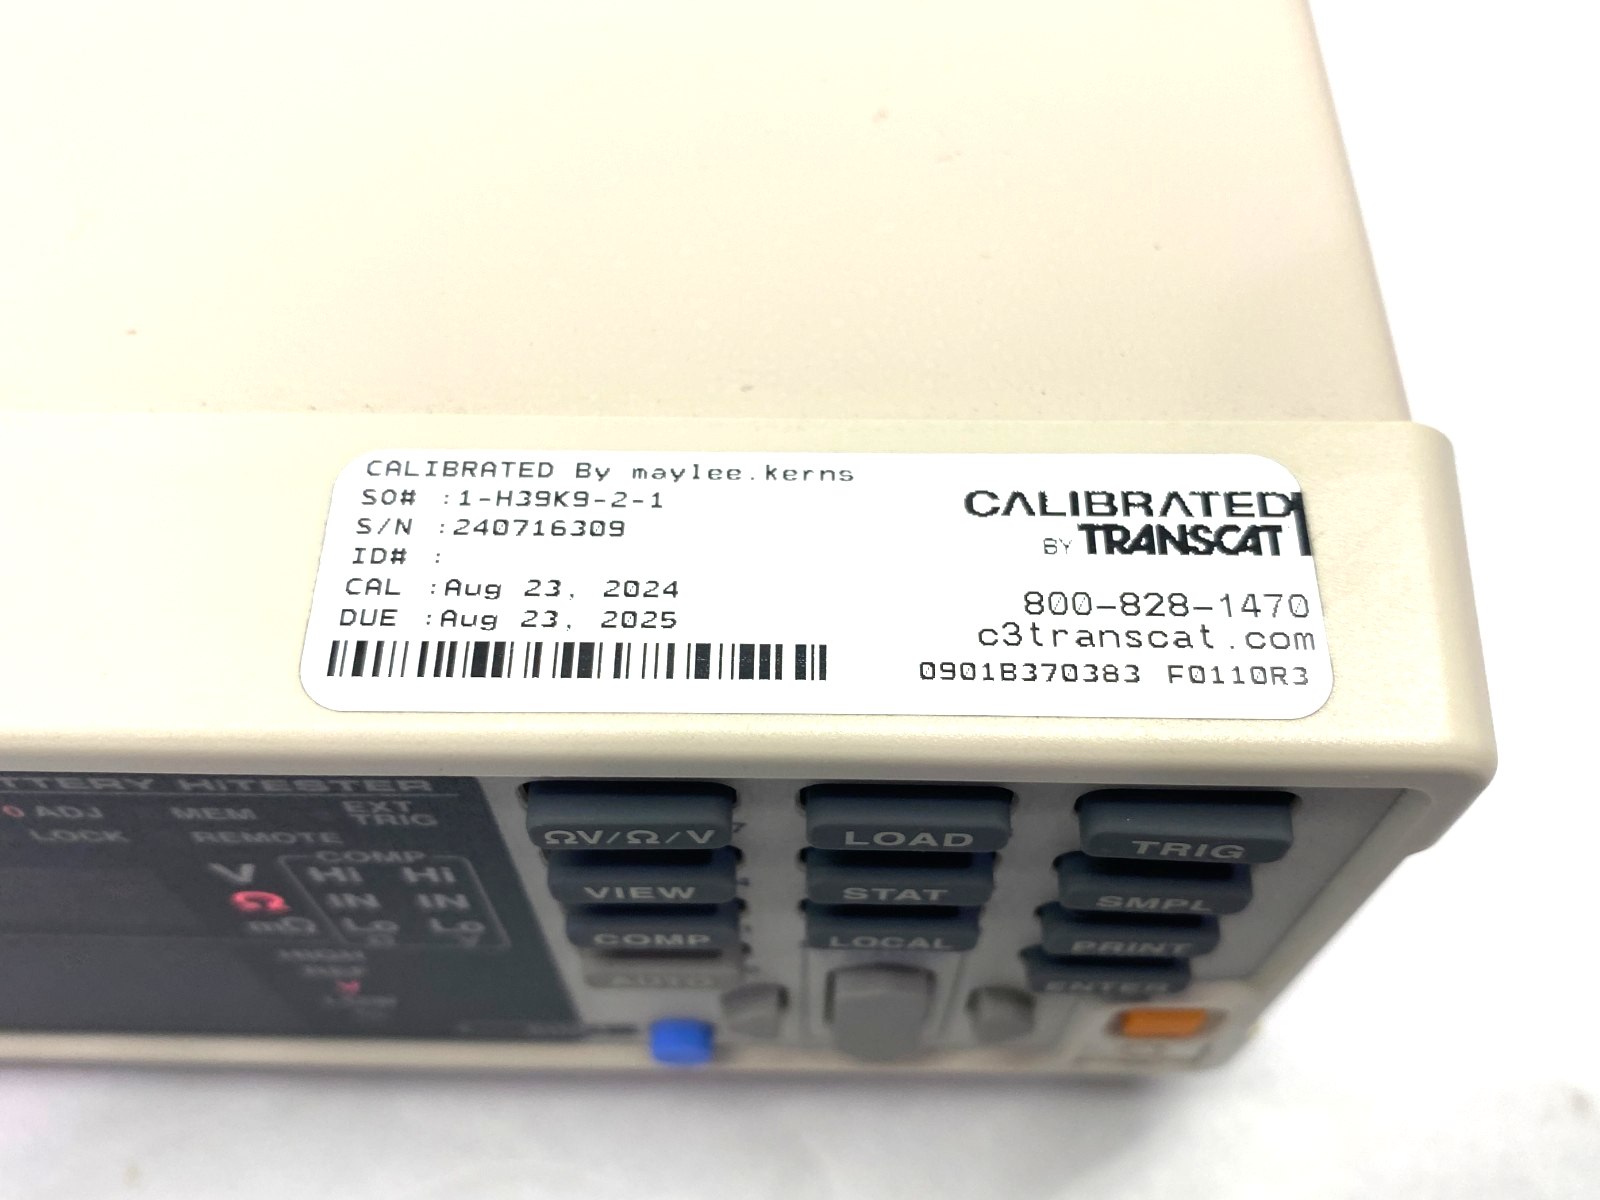 CALIBRATED By maylee.kerns
SO# :1-H39K9-2-1
S/N :240716309
ID# :
CAL :Aug 23, 2024
DUE :Aug 23, 2025
CALIBRATED
BY TRANSCAT
800-828-1470
c3transcat.com
0901B370383 F0110R3
TTERY HiTESTER
0 ADJ MEM EXT TRIG
LOCK REMOTE
COMP
V Hi Hi
Ω IN IN
mΩ Lo Lo
ΩV/Ω/V LOAD TRIG
VIEW STAT SMPL
COMP LOCAL PRINT
AUTO ENTER